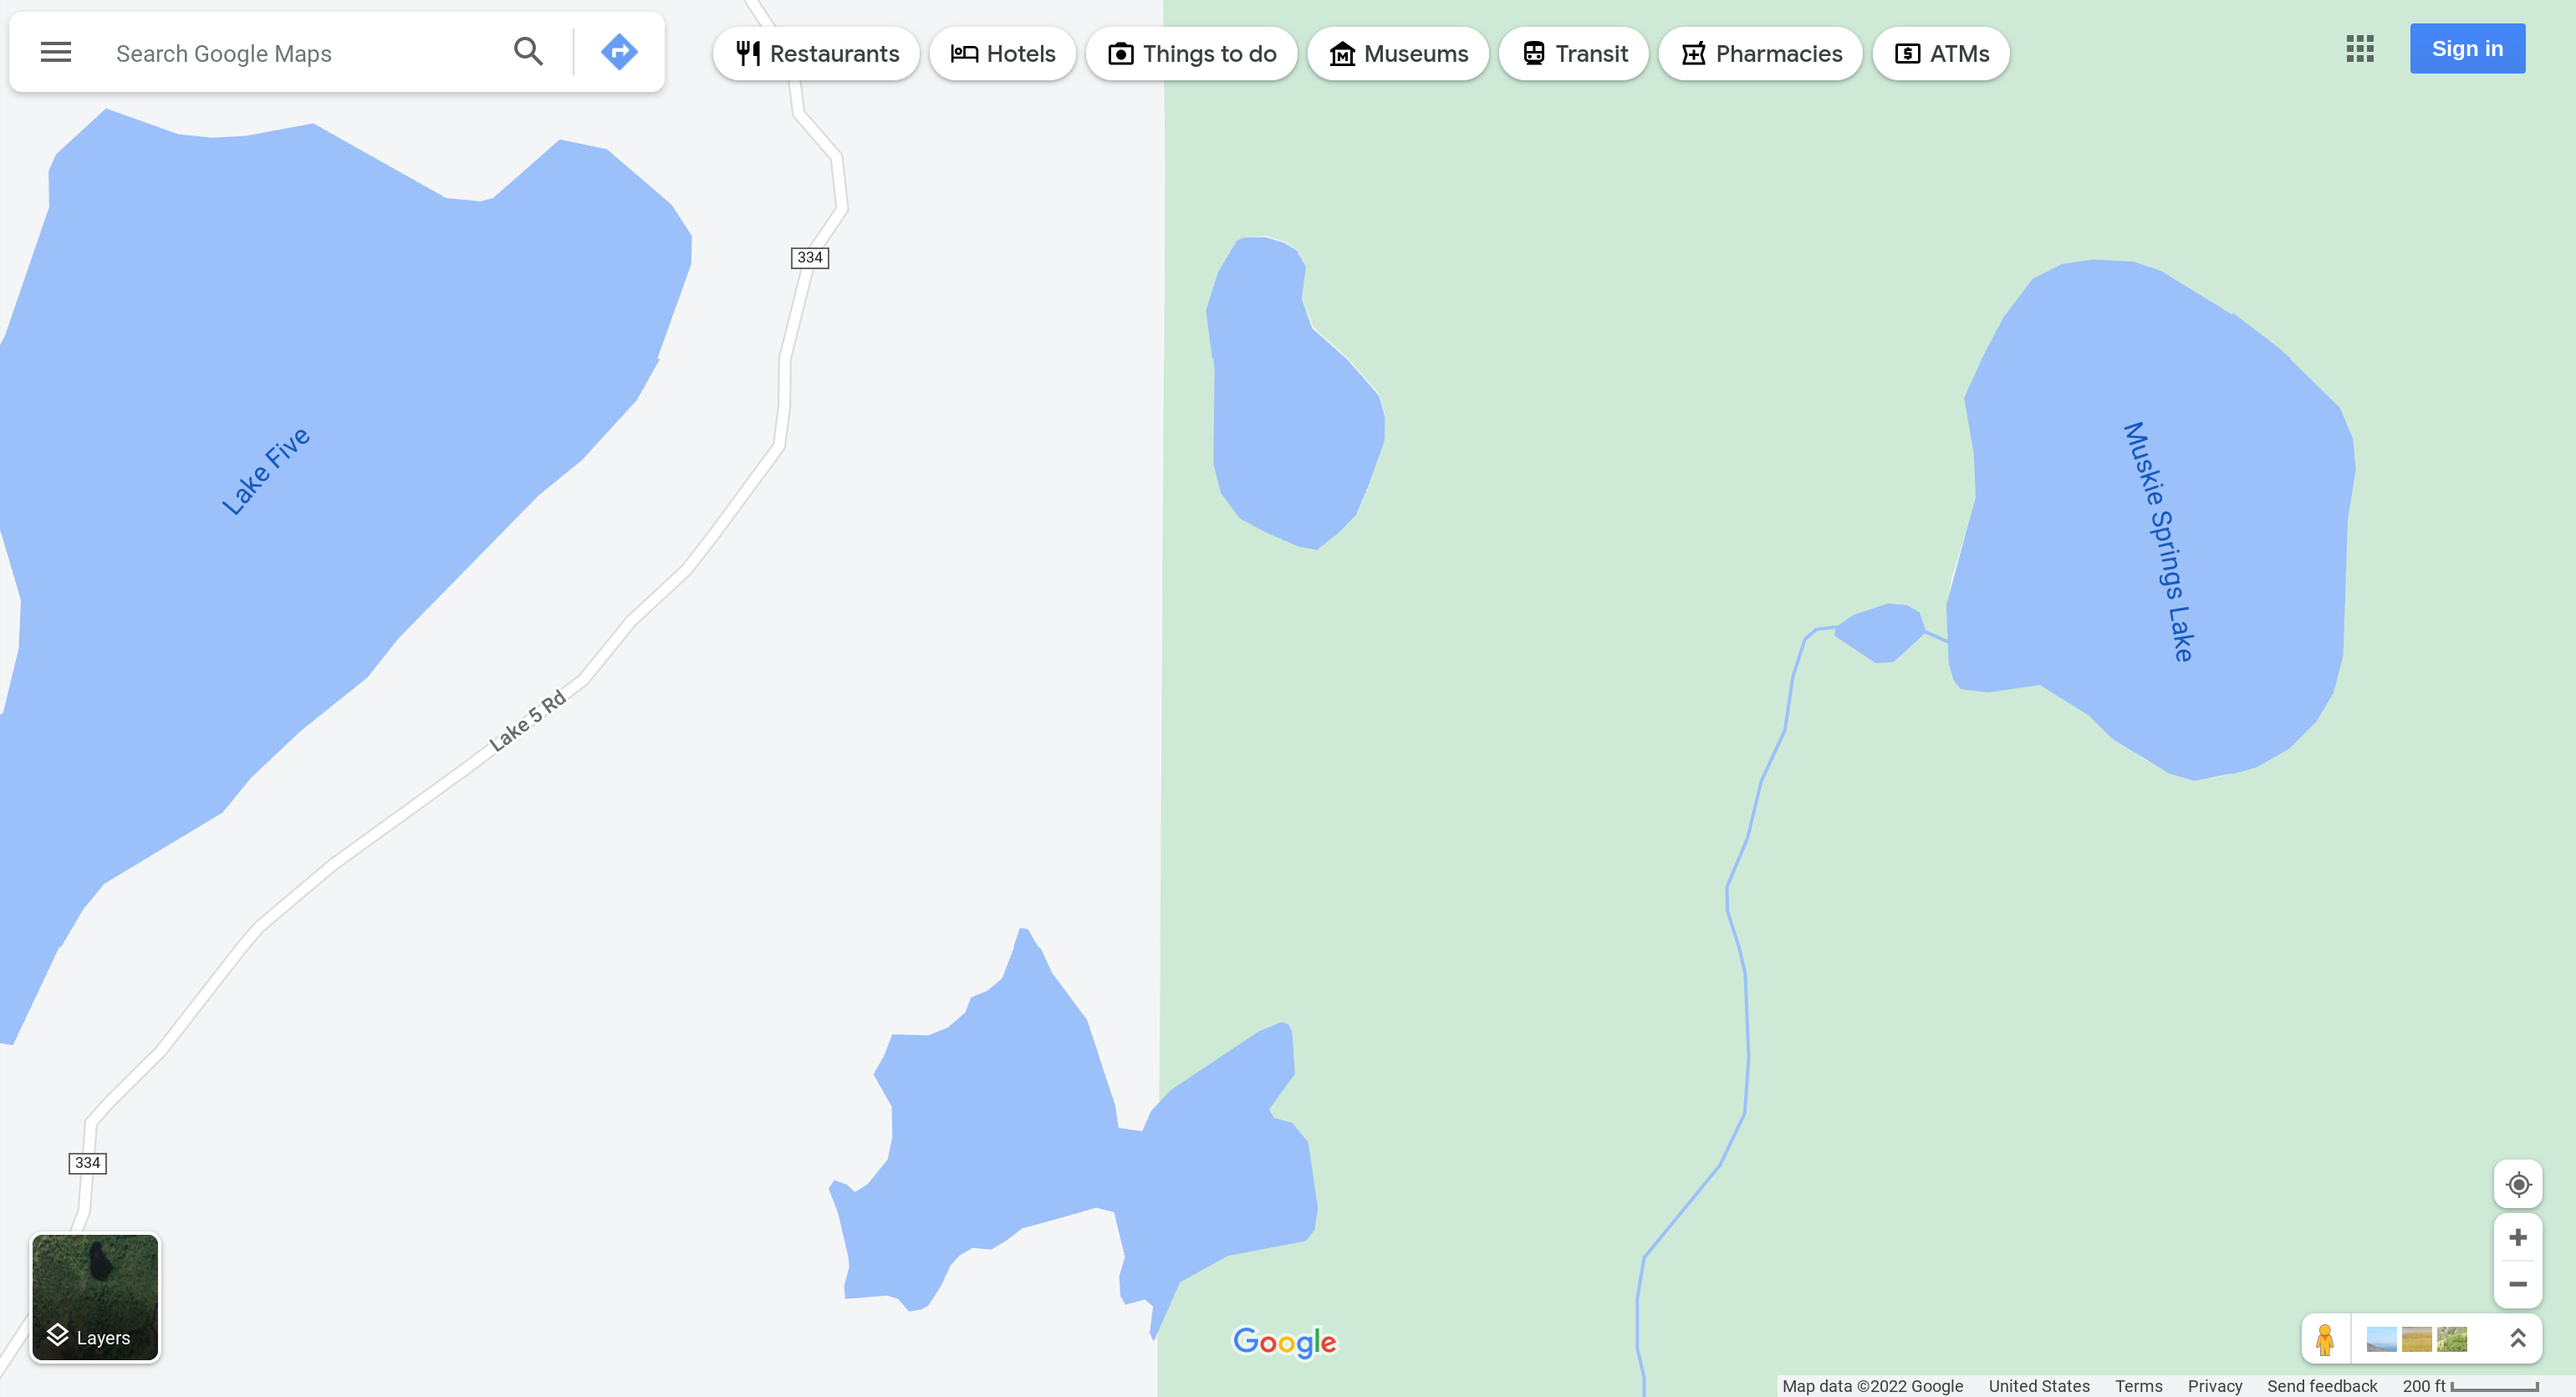 Search Google Maps
Restaurants
Hotels
Things to do
Museums
Transit
Pharmacies
ATMs
Sign in
334
Lake Five
Muskie Springs Lake
Lake 5 Rd
334
Layers
Google
Map data ©2022 Google United States Terms Privacy Send feedback 200 ft